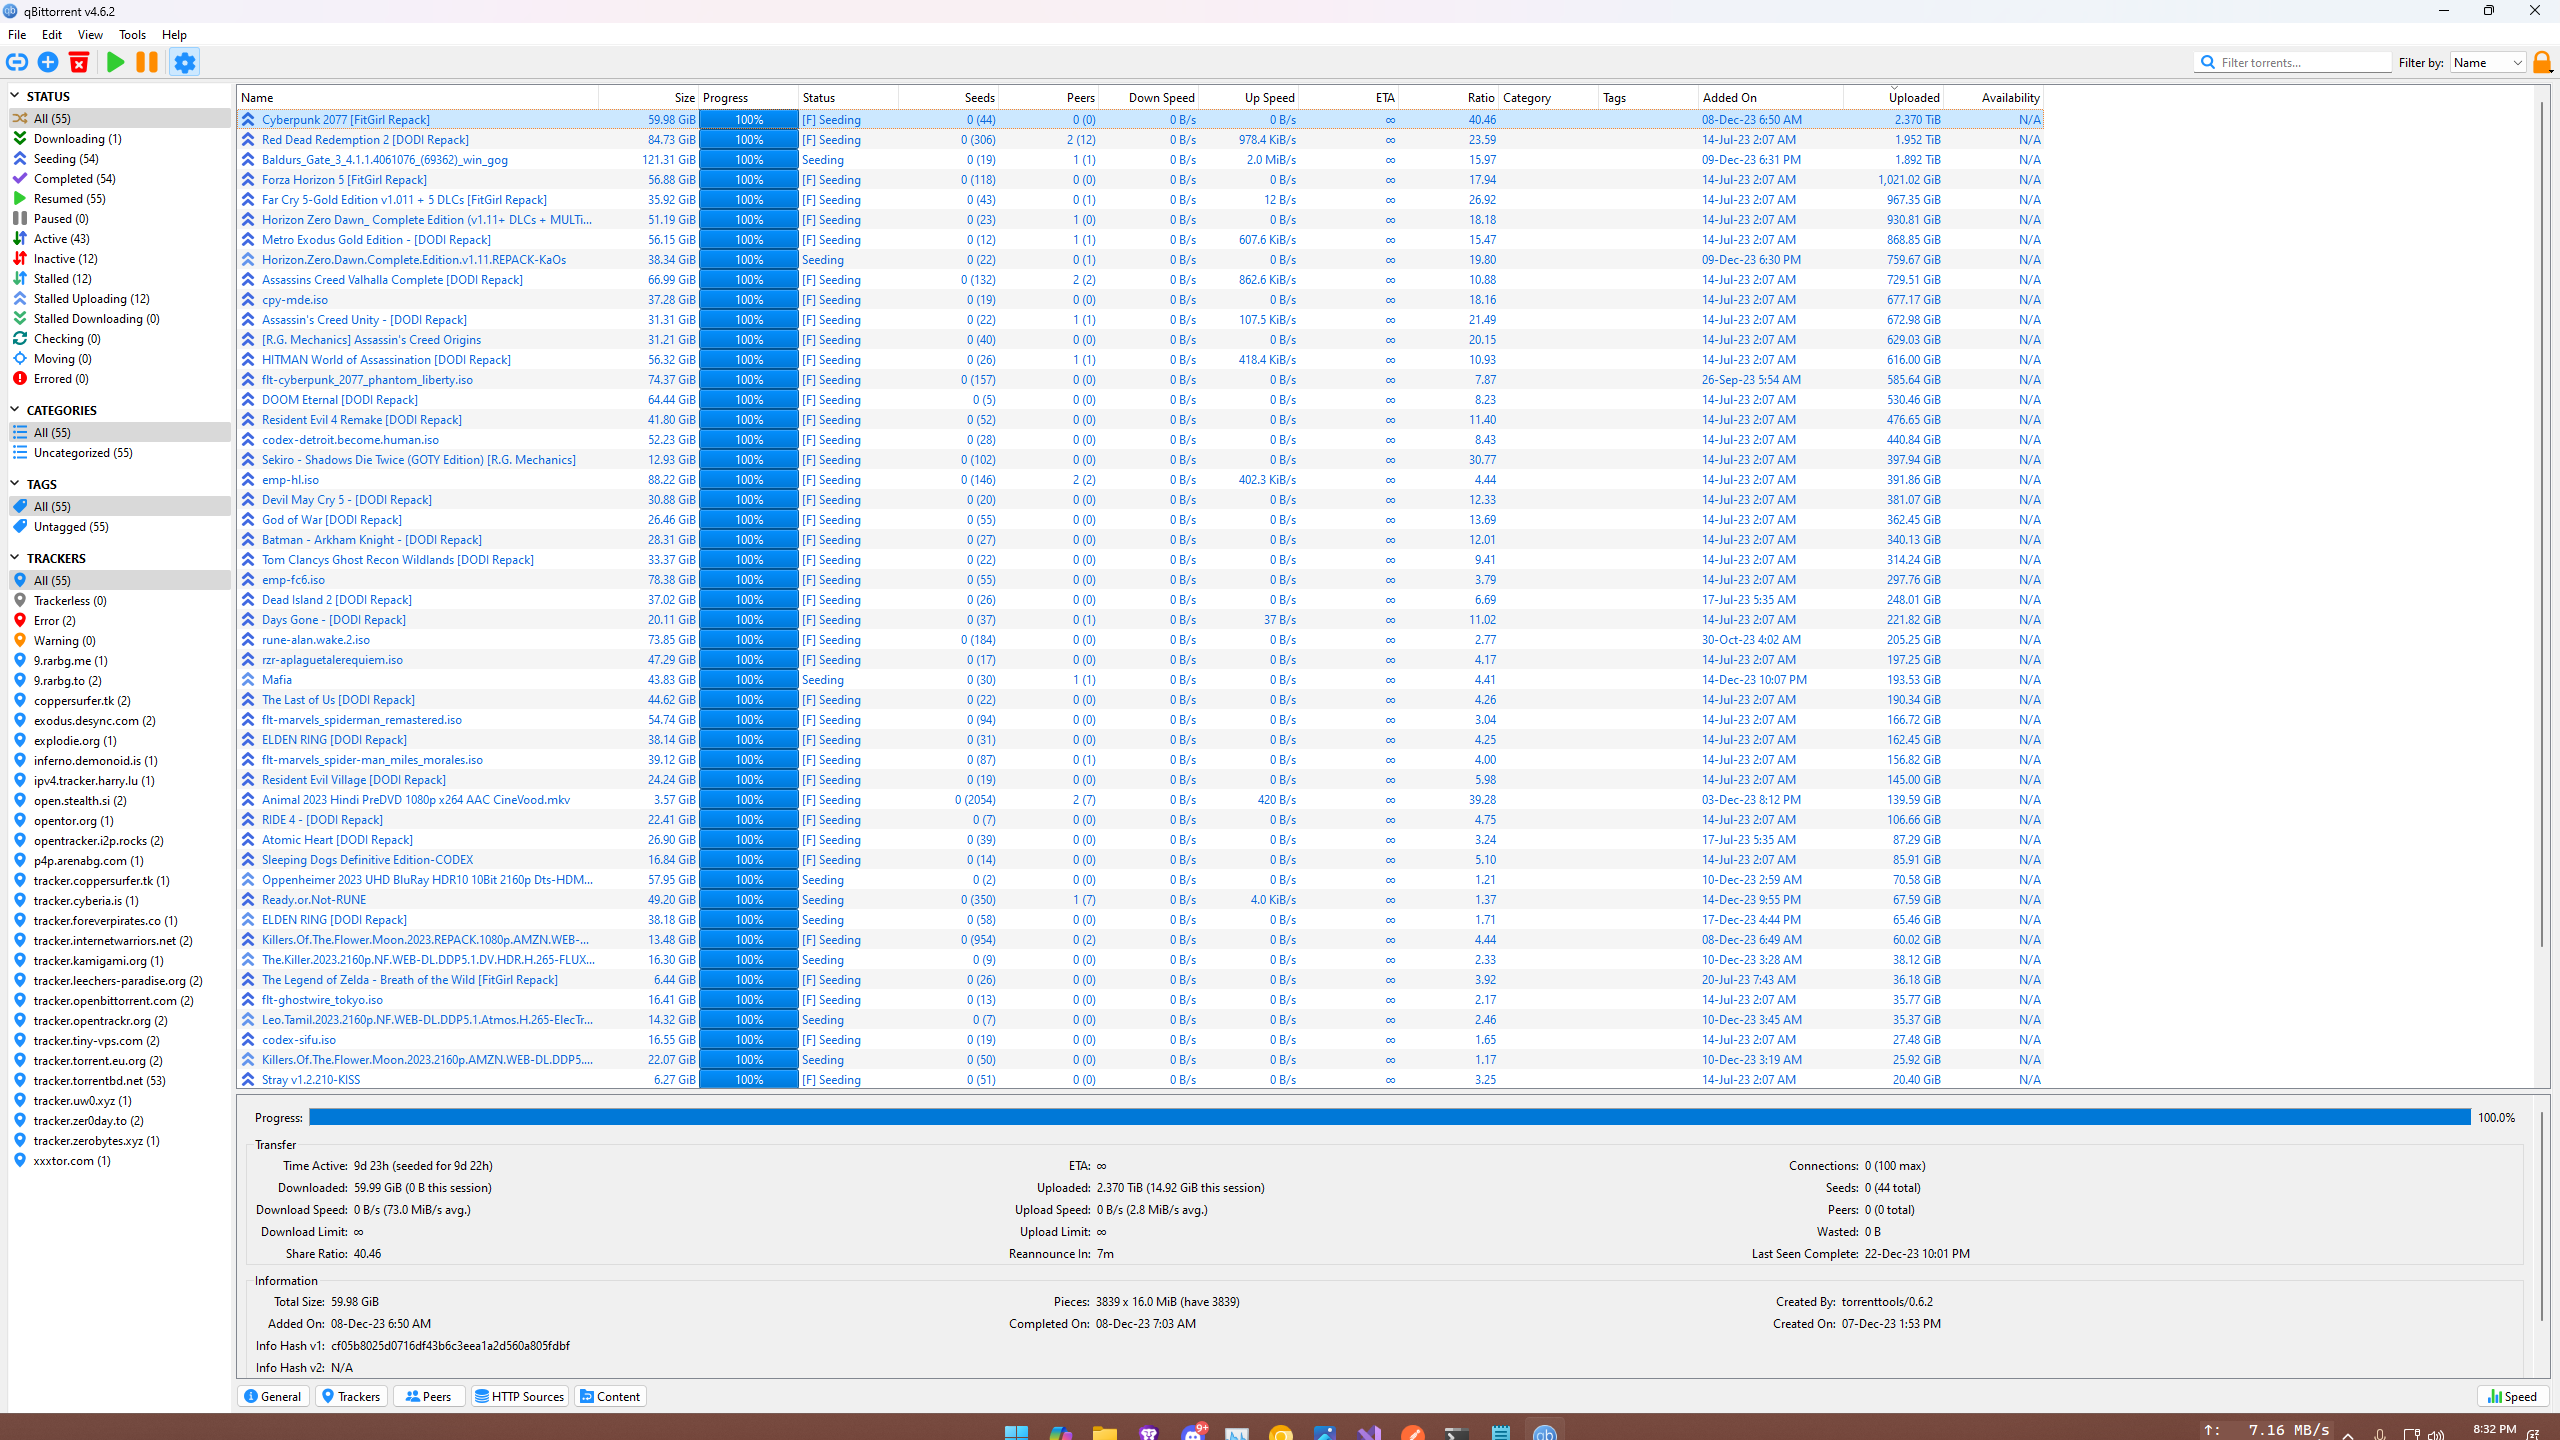 qBittorrent v4.6.2
File Edit View Tools Help
Filter torrents... Filter by: Name
STATUS
All (55)
Downloading (1)
Seeding (54)
Completed (54)
Resumed (55)
Paused (0)
Active (43)
Inactive (12)
Stalled (12)
Stalled Uploading (12)
Stalled Downloading (0)
Checking (0)
Moving (0)
Errored (0)
CATEGORIES
All (55)
Uncategorized (55)
TAGS
All (55)
Untagged (55)
TRACKERS
All (55)
Trackerless (0)
Error (2)
Warning (0)
9.rarbg.me (1)
9.rarbg.to (2)
coppersurfer.tk (2)
exodus.desync.com (2)
explodie.org (1)
inferno.demonoid.is (1)
ipv4.tracker.harry.lu (1)
open.stealth.si (2)
opentor.org (1)
opentracker.i2p.rocks (2)
p4p.arenabg.com (1)
tracker.coppersurfer.tk (1)
tracker.cyberia.is (1)
tracker.foreverpirates.co (1)
tracker.internetwarriors.net (2)
tracker.kamigami.org (1)
tracker.leechers-paradise.org (2)
tracker.openbittorrent.com (2)
tracker.opentrackr.org (2)
tracker.tiny-vps.com (2)
tracker.torrent.eu.org (2)
tracker.torrentbd.net (53)
tracker.uw0.xyz (1)
tracker.zer0day.to (2)
tracker.zerobytes.xyz (1)
xxxtor.com (1)
Name Size Progress Status Seeds Peers Down Speed Up Speed ETA Ratio Category Tags Added On Uploaded Availability
Cyberpunk 2077 [FitGirl Repack] 59.98 GiB 100% [F] Seeding 0 (44) 0 (0) 0 B/s 0 B/s ∞ 40.46 08-Dec-23 6:50 AM 2.370 TiB N/A
Red Dead Redemption 2 [DODI Repack] 84.73 GiB 100% [F] Seeding 0 (306) 2 (12) 0 B/s 978.4 KiB/s ∞ 23.59 14-Jul-23 2:07 AM 1.952 TiB N/A
Baldurs_Gate_3_4.1.1.4061076_(69362)_win_gog 121.31 GiB 100% Seeding 0 (19) 1 (1) 0 B/s 2.0 MiB/s ∞ 15.97 09-Dec-23 6:31 PM 1.892 TiB N/A
Forza Horizon 5 [FitGirl Repack] 56.88 GiB 100% [F] Seeding 0 (118) 0 (0) 0 B/s 0 B/s ∞ 17.94 14-Jul-23 2:07 AM 1,021.02 GiB N/A
Far Cry 5-Gold Edition v1.011 + 5 DLCs [FitGirl Repack] 35.92 GiB 100% [F] Seeding 0 (43) 0 (1) 0 B/s 12 B/s ∞ 26.92 14-Jul-23 2:07 AM 967.35 GiB N/A
Horizon Zero Dawn_ Complete Edition (v1.11+ DLCs + MULTi... 51.19 GiB 100% [F] Seeding 0 (23) 1 (0) 0 B/s 0 B/s ∞ 18.18 14-Jul-23 2:07 AM 930.81 GiB N/A
Metro Exodus Gold Edition - [DODI Repack] 56.15 GiB 100% [F] Seeding 0 (12) 1 (1) 0 B/s 607.6 KiB/s ∞ 15.47 14-Jul-23 2:07 AM 868.85 GiB N/A
Horizon.Zero.Dawn.Complete.Edition.v1.11.REPACK-KaOs 38.34 GiB 100% Seeding 0 (22) 0 (1) 0 B/s 0 B/s ∞ 19.80 09-Dec-23 6:30 PM 759.67 GiB N/A
Assassins Creed Valhalla Complete [DODI Repack] 66.99 GiB 100% [F] Seeding 0 (132) 2 (2) 0 B/s 862.6 KiB/s ∞ 10.88 14-Jul-23 2:07 AM 729.51 GiB N/A
cpy-mde.iso 37.28 GiB 100% [F] Seeding 0 (19) 0 (0) 0 B/s 0 B/s ∞ 18.16 14-Jul-23 2:07 AM 677.17 GiB N/A
Assassin's Creed Unity - [DODI Repack] 31.31 GiB 100% [F] Seeding 0 (22) 1 (1) 0 B/s 107.5 KiB/s ∞ 21.49 14-Jul-23 2:07 AM 672.98 GiB N/A
[R.G. Mechanics] Assassin's Creed Origins 31.21 GiB 100% [F] Seeding 0 (40) 0 (0) 0 B/s 0 B/s ∞ 20.15 14-Jul-23 2:07 AM 629.03 GiB N/A
HITMAN World of Assassination [DODI Repack] 56.32 GiB 100% [F] Seeding 0 (26) 1 (1) 0 B/s 418.4 KiB/s ∞ 10.93 14-Jul-23 2:07 AM 616.00 GiB N/A
flt-cyberpunk_2077_phantom_liberty.iso 74.37 GiB 100% [F] Seeding 0 (157) 0 (0) 0 B/s 0 B/s ∞ 7.87 26-Sep-23 5:54 AM 585.64 GiB N/A
DOOM Eternal [DODI Repack] 64.44 GiB 100% [F] Seeding 0 (5) 0 (0) 0 B/s 0 B/s ∞ 8.23 14-Jul-23 2:07 AM 530.46 GiB N/A
Resident Evil 4 Remake [DODI Repack] 41.80 GiB 100% [F] Seeding 0 (52) 0 (0) 0 B/s 0 B/s ∞ 11.40 14-Jul-23 2:07 AM 476.65 GiB N/A
codex-detroit.become.human.iso 52.23 GiB 100% [F] Seeding 0 (28) 0 (0) 0 B/s 0 B/s ∞ 8.43 14-Jul-23 2:07 AM 440.84 GiB N/A
Sekiro - Shadows Die Twice (GOTY Edition) [R.G. Mechanics] 12.93 GiB 100% [F] Seeding 0 (102) 0 (0) 0 B/s 0 B/s ∞ 30.77 14-Jul-23 2:07 AM 397.94 GiB N/A
emp-hl.iso 88.22 GiB 100% [F] Seeding 0 (146) 2 (2) 0 B/s 402.3 KiB/s ∞ 4.44 14-Jul-23 2:07 AM 391.86 GiB N/A
Devil May Cry 5 - [DODI Repack] 30.88 GiB 100% [F] Seeding 0 (20) 0 (0) 0 B/s 0 B/s ∞ 12.33 14-Jul-23 2:07 AM 381.07 GiB N/A
God of War [DODI Repack] 26.46 GiB 100% [F] Seeding 0 (55) 0 (0) 0 B/s 0 B/s ∞ 13.69 14-Jul-23 2:07 AM 362.45 GiB N/A
Batman - Arkham Knight - [DODI Repack] 28.31 GiB 100% [F] Seeding 0 (27) 0 (0) 0 B/s 0 B/s ∞ 12.01 14-Jul-23 2:07 AM 340.13 GiB N/A
Tom Clancys Ghost Recon Wildlands [DODI Repack] 33.37 GiB 100% [F] Seeding 0 (22) 0 (0) 0 B/s 0 B/s ∞ 9.41 14-Jul-23 2:07 AM 314.24 GiB N/A
emp-fc6.iso 78.38 GiB 100% [F] Seeding 0 (55) 0 (0) 0 B/s 0 B/s ∞ 3.79 14-Jul-23 2:07 AM 297.76 GiB N/A
Dead Island 2 [DODI Repack] 37.02 GiB 100% [F] Seeding 0 (26) 0 (0) 0 B/s 0 B/s ∞ 6.69 17-Jul-23 5:35 AM 248.01 GiB N/A
Days Gone - [DODI Repack] 20.11 GiB 100% [F] Seeding 0 (37) 0 (1) 0 B/s 37 B/s ∞ 11.02 14-Jul-23 2:07 AM 221.82 GiB N/A
rune-alan.wake.2.iso 73.85 GiB 100% [F] Seeding 0 (184) 0 (0) 0 B/s 0 B/s ∞ 2.77 30-Oct-23 4:02 AM 205.25 GiB N/A
rzr-aplaguetalerequiem.iso 47.29 GiB 100% [F] Seeding 0 (17) 0 (0) 0 B/s 0 B/s ∞ 4.17 14-Jul-23 2:07 AM 197.25 GiB N/A
Mafia 43.83 GiB 100% Seeding 0 (30) 1 (1) 0 B/s 0 B/s ∞ 4.41 14-Dec-23 10:07 PM 193.53 GiB N/A
The Last of Us [DODI Repack] 44.62 GiB 100% [F] Seeding 0 (22) 0 (0) 0 B/s 0 B/s ∞ 4.26 14-Jul-23 2:07 AM 190.34 GiB N/A
flt-marvels_spiderman_remastered.iso 54.74 GiB 100% [F] Seeding 0 (94) 0 (0) 0 B/s 0 B/s ∞ 3.04 14-Jul-23 2:07 AM 166.72 GiB N/A
ELDEN RING [DODI Repack] 38.14 GiB 100% [F] Seeding 0 (31) 0 (0) 0 B/s 0 B/s ∞ 4.25 14-Jul-23 2:07 AM 162.45 GiB N/A
flt-marvels_spider-man_miles_morales.iso 39.12 GiB 100% [F] Seeding 0 (87) 0 (1) 0 B/s 0 B/s ∞ 4.00 14-Jul-23 2:07 AM 156.82 GiB N/A
Resident Evil Village [DODI Repack] 24.24 GiB 100% [F] Seeding 0 (19) 0 (0) 0 B/s 0 B/s ∞ 5.98 14-Jul-23 2:07 AM 145.00 GiB N/A
Animal 2023 Hindi PreDVD 1080p x264 AAC CineVood.mkv 3.57 GiB 100% [F] Seeding 0 (2054) 2 (7) 0 B/s 420 B/s ∞ 39.28 03-Dec-23 8:12 PM 139.59 GiB N/A
RIDE 4 - [DODI Repack] 22.41 GiB 100% [F] Seeding 0 (7) 0 (0) 0 B/s 0 B/s ∞ 4.75 14-Jul-23 2:07 AM 106.66 GiB N/A
Atomic Heart [DODI Repack] 26.90 GiB 100% [F] Seeding 0 (39) 0 (0) 0 B/s 0 B/s ∞ 3.24 17-Jul-23 5:35 AM 87.29 GiB N/A
Sleeping Dogs Definitive Edition-CODEX 16.84 GiB 100% [F] Seeding 0 (14) 0 (0) 0 B/s 0 B/s ∞ 5.10 14-Jul-23 2:07 AM 85.91 GiB N/A
Oppenheimer 2023 UHD BluRay HDR10 10Bit 2160p Dts-HDM... 57.95 GiB 100% Seeding 0 (2) 0 (0) 0 B/s 0 B/s ∞ 1.21 10-Dec-23 2:59 AM 70.58 GiB N/A
Ready.or.Not-RUNE 49.20 GiB 100% Seeding 0 (350) 1 (7) 0 B/s 4.0 KiB/s ∞ 1.37 14-Dec-23 9:55 PM 67.59 GiB N/A
ELDEN RING [DODI Repack] 38.18 GiB 100% Seeding 0 (58) 0 (0) 0 B/s 0 B/s ∞ 1.71 17-Dec-23 4:44 PM 65.46 GiB N/A
Killers.Of.The.Flower.Moon.2023.REPACK.1080p.AMZN.WEB-... 13.48 GiB 100% [F] Seeding 0 (954) 0 (2) 0 B/s 0 B/s ∞ 4.44 08-Dec-23 6:49 AM 60.02 GiB N/A
The.Killer.2023.2160p.NF.WEB-DL.DDP5.1.DV.HDR.H.265-FLUX... 16.30 GiB 100% Seeding 0 (9) 0 (0) 0 B/s 0 B/s ∞ 2.33 10-Dec-23 3:28 AM 38.12 GiB N/A
The Legend of Zelda - Breath of the Wild [FitGirl Repack] 6.44 GiB 100% [F] Seeding 0 (26) 0 (0) 0 B/s 0 B/s ∞ 3.92 20-Jul-23 7:43 AM 36.18 GiB N/A
flt-ghostwire_tokyo.iso 16.41 GiB 100% [F] Seeding 0 (13) 0 (0) 0 B/s 0 B/s ∞ 2.17 14-Jul-23 2:07 AM 35.77 GiB N/A
Leo.Tamil.2023.2160p.NF.WEB-DL.DDP5.1.Atmos.H.265-ElecTr... 14.32 GiB 100% Seeding 0 (7) 0 (0) 0 B/s 0 B/s ∞ 2.46 10-Dec-23 3:45 AM 35.37 GiB N/A
codex-sifu.iso 16.55 GiB 100% [F] Seeding 0 (19) 0 (0) 0 B/s 0 B/s ∞ 1.65 14-Jul-23 2:07 AM 27.48 GiB N/A
Killers.Of.The.Flower.Moon.2023.2160p.AMZN.WEB-DL.DDP5.... 22.07 GiB 100% Seeding 0 (50) 0 (0) 0 B/s 0 B/s ∞ 1.17 10-Dec-23 3:19 AM 25.92 GiB N/A
Stray v1.2.210-KISS 6.27 GiB 100% [F] Seeding 0 (51) 0 (0) 0 B/s 0 B/s ∞ 3.25 14-Jul-23 2:07 AM 20.40 GiB N/A
Progress: 100.0%
Transfer
Time Active: 9d 23h (seeded for 9d 22h) ETA: ∞ Connections: 0 (100 max)
Downloaded: 59.99 GiB (0 B this session) Uploaded: 2.370 TiB (14.92 GiB this session) Seeds: 0 (44 total)
Download Speed: 0 B/s (73.0 MiB/s avg.) Upload Speed: 0 B/s (2.8 MiB/s avg.) Peers: 0 (0 total)
Download Limit: ∞ Upload Limit: ∞ Wasted: 0 B
Share Ratio: 40.46 Reannounce In: 7m Last Seen Complete: 22-Dec-23 10:01 PM
Information
Total Size: 59.98 GiB Pieces: 3839 x 16.0 MiB (have 3839) Created By: torrenttools/0.6.2
Added On: 08-Dec-23 6:50 AM Completed On: 08-Dec-23 7:03 AM Created On: 07-Dec-23 1:53 PM
Info Hash v1: cf05b8025d0716df43b6c3eea1a2d560a805fdbf
Info Hash v2: N/A
General Trackers Peers HTTP Sources Content Speed
9+ qb ↑: 7.16 MB/s 8:32 PM